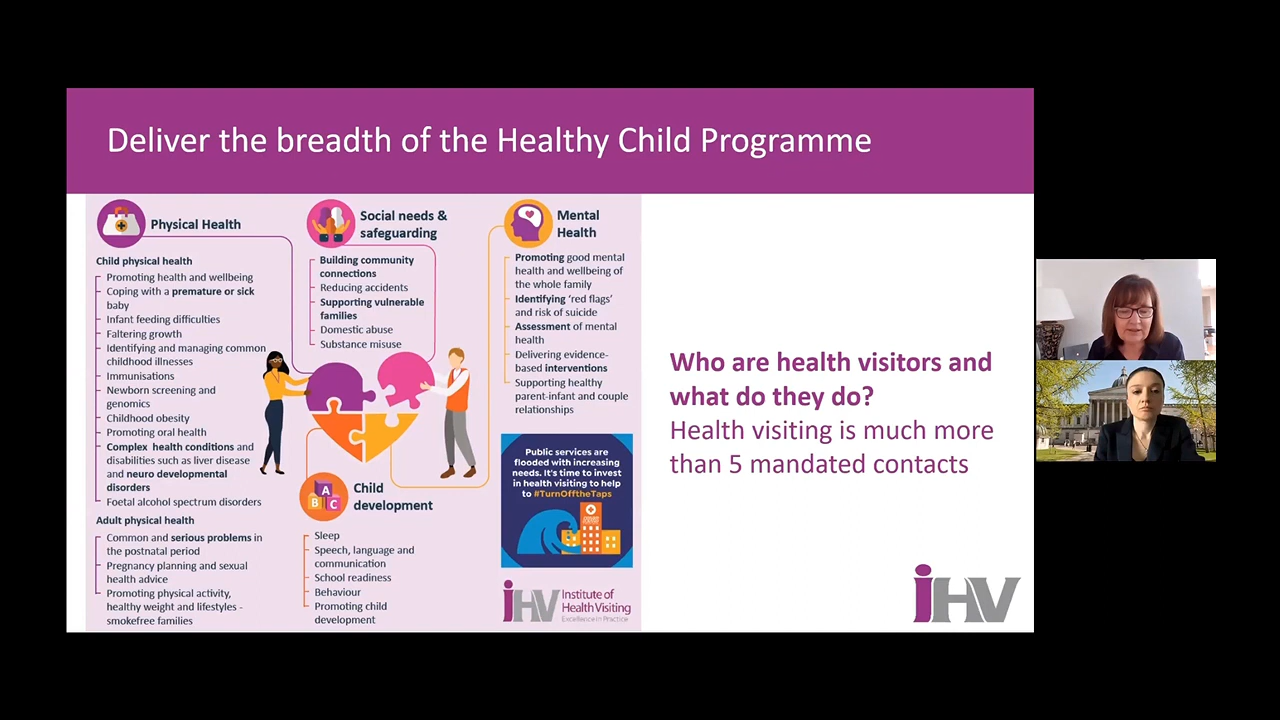 Deliver the breadth of the Healthy Child Programme
Physical Health
Child physical health
Promoting health and wellbeing
Coping with a premature or sick
baby
Infant feeding difficulties
Faltering growth
Identifying and managing common
childhood illnesses
Immunisations
Newborn screening and
genomics
Childhood obesity
Promoting oral health
Complex health conditions and
disabilities such as liver disease
and neuro developmental
disorders
Foetal alcohol spectrum disorders
Adult physical health
Common and serious problems in
the postnatal period
Pregnancy planning and sexual
health advice
Promoting physical activity,
healthy weight and lifestyles -
smokefree families
Social needs &
safeguarding
Building community
connections
Reducing accidents
Supporting vulnerable
families
Domestic abuse
Substance misuse
A
B C
Child
development
Sleep
Speech, language and
communication
School readiness
Behaviour
Promoting child
development
Mental
Health
Promoting good mental
health and wellbeing of
the whole family
Identifying ‘red flags’
and risk of suicide
Assessment of mental
health
Delivering evidence-
based interventions
Supporting healthy
parent-infant and couple
relationships
Public services are
flooded with increasing
needs. It's time to invest
in health visiting to help
to #TurnOfftheTaps
iHV Institute of
Health Visiting
Excellence in Practice
Who are health visitors and
what do they do?
Health visiting is much more
than 5 mandated contacts
iHV